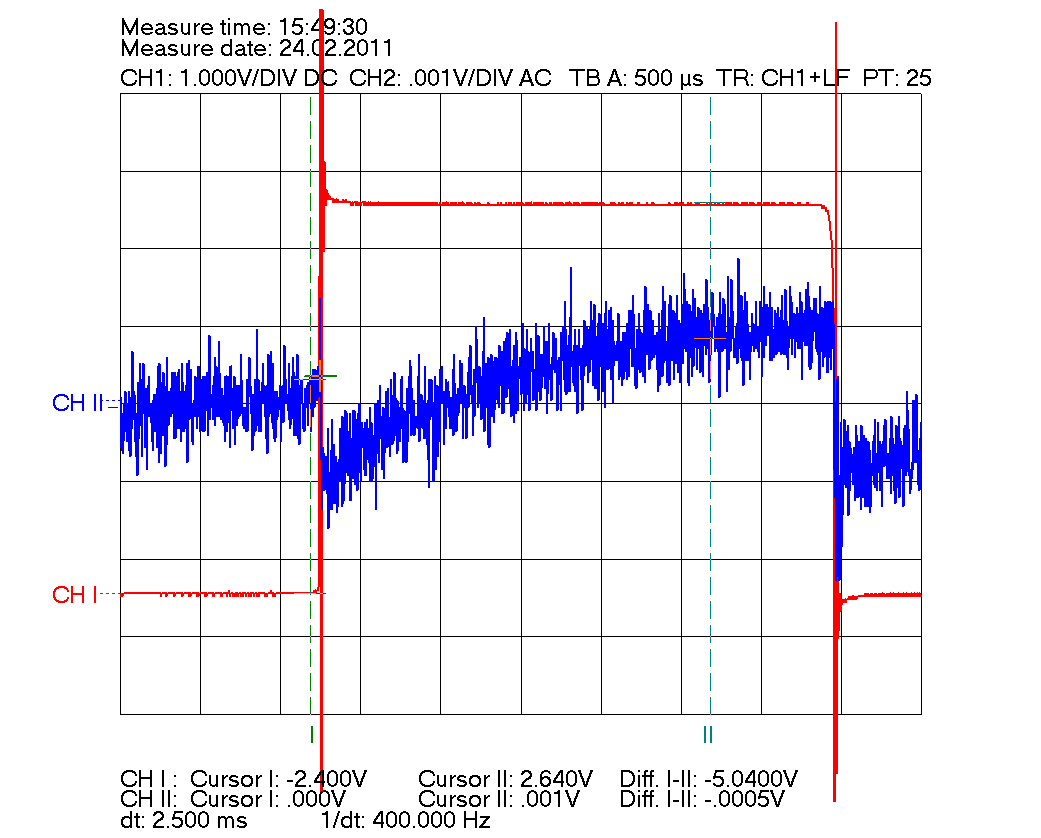 Measure time: 15:49:30
Measure date: 24.02.2011
CH1: 1.000V/DIV DC CH2: .001V/DIV AC TB A: 500 µs TR: CH1+LF PT: 25
CH II
CH I
I
II
CH I : Cursor I: -2.400V Cursor II: 2.640V Diff. I-II: -5.0400V
CH II: Cursor I: .000V Cursor II: .001V Diff. I-II: -.0005V
dt: 2.500 ms 1/dt: 400.000 Hz